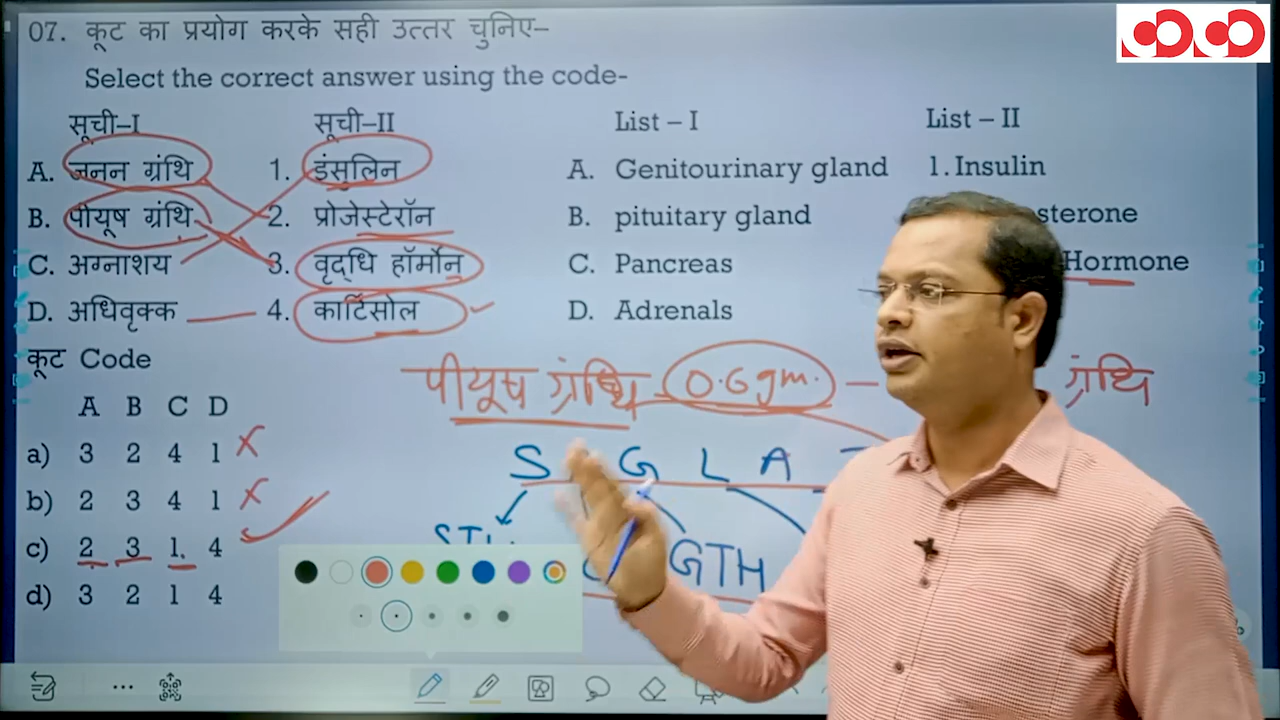 07. कूट का प्रयोग करके सही उत्तर चुनिए–
Select the correct answer using the code-
सूची–I सूची–II List – I List – II
A. जनन ग्रंथि 1. इंसुलिन A. Genitourinary gland 1. Insulin
B. पीयूष ग्रंथि 2. प्रोजेस्टेरॉन B. pituitary gland sterone
C. अग्नाशय 3. वृद्धि हॉर्मोन C. Pancreas Hormone
D. अधिवृक्क 4. कार्टिसोल D. Adrenals
कूट Code
पीयूष ग्रंथि 0.6 gm. — ग्रंथि
A B C D
a) 3 2 4 1
S G L A
b) 2 3 4 1
c) 2 3 1 4
GTH
d) 3 2 1 4